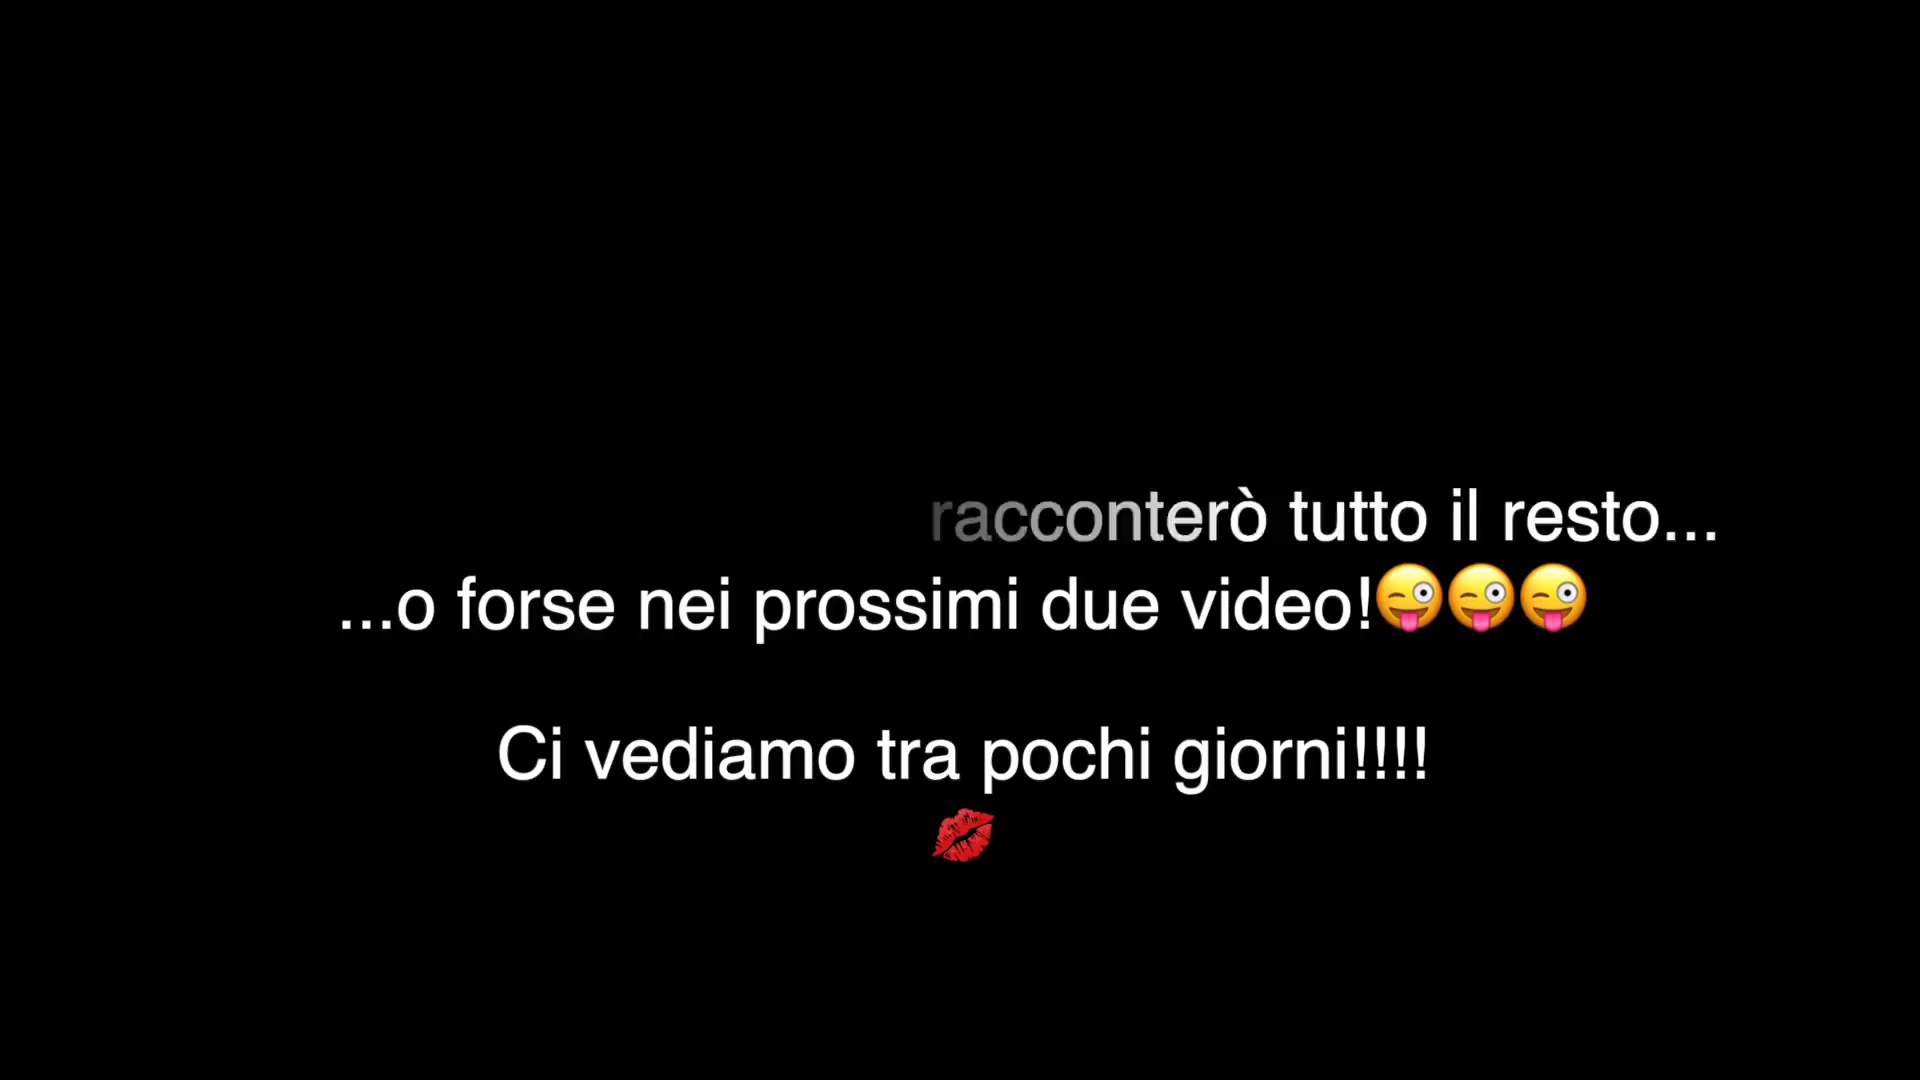 racconterò tutto il resto...
...o forse nei prossimi due video!😜😜😜
Ci vediamo tra pochi giorni!!!!
💋